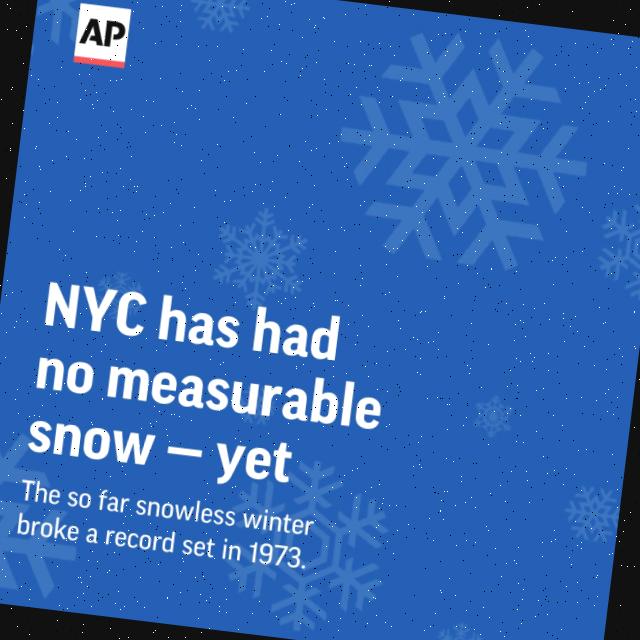 AP
NYC has had
no measurable
snow — yet
The so far snowless winter
broke a record set in 1973.